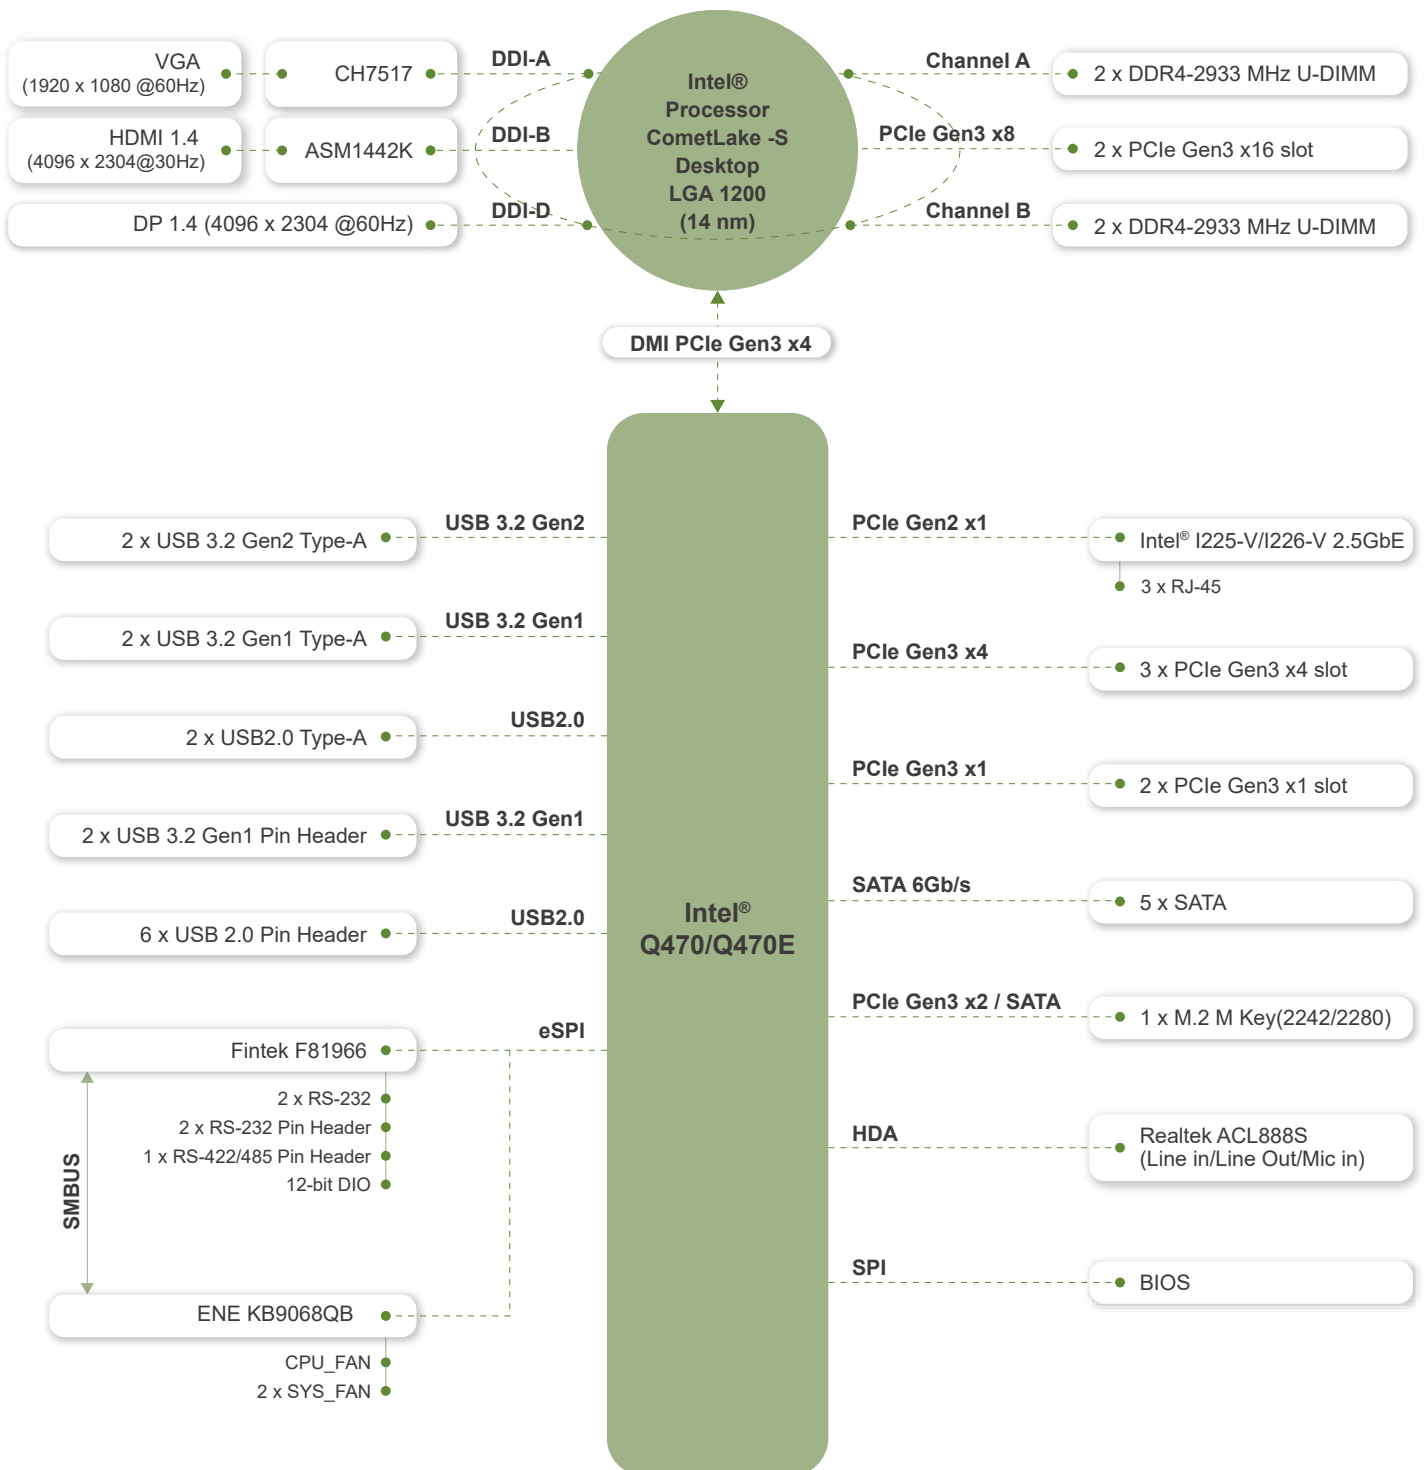 VGA
(1920 x 1080 @60Hz)
CH7517
DDI-A
HDMI 1.4
(4096 x 2304@30Hz)
ASM1442K
DDI-B
DP 1.4 (4096 x 2304 @60Hz)
DDI-D
Intel®
Processor
CometLake -S
Desktop
LGA 1200
(14 nm)
Channel A
2 x DDR4-2933 MHz U-DIMM
PCIe Gen3 x8
2 x PCIe Gen3 x16 slot
Channel B
2 x DDR4-2933 MHz U-DIMM
DMI PCIe Gen3 x4
USB 3.2 Gen2
2 x USB 3.2 Gen2 Type-A
USB 3.2 Gen1
2 x USB 3.2 Gen1 Type-A
USB2.0
2 x USB2.0 Type-A
USB 3.2 Gen1
2 x USB 3.2 Gen1 Pin Header
USB2.0
6 x USB 2.0 Pin Header
eSPI
Fintek F81966
2 x RS-232
2 x RS-232 Pin Header
1 x RS-422/485 Pin Header
12-bit DIO
SMBUS
ENE KB9068QB
CPU_FAN
2 x SYS_FAN
Intel®
Q470/Q470E
PCIe Gen2 x1
Intel® I225-V/I226-V 2.5GbE
3 x RJ-45
PCIe Gen3 x4
3 x PCIe Gen3 x4 slot
PCIe Gen3 x1
2 x PCIe Gen3 x1 slot
SATA 6Gb/s
5 x SATA
PCIe Gen3 x2 / SATA
1 x M.2 M Key(2242/2280)
HDA
Realtek ACL888S
(Line in/Line Out/Mic in)
SPI
BIOS